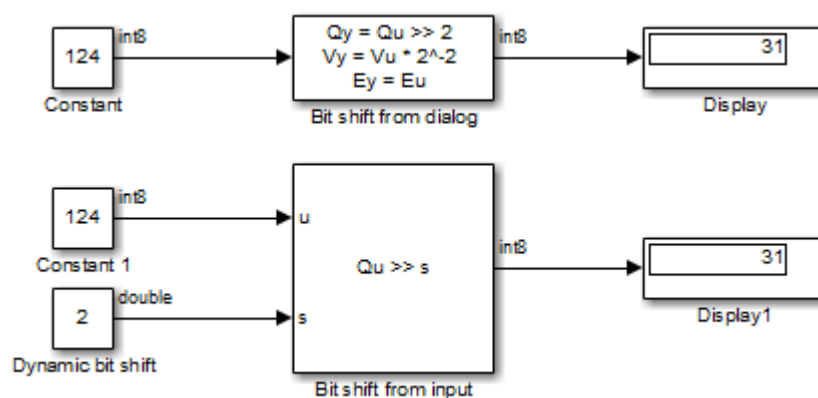 int8
124
Constant
Qy = Qu >> 2
Vy = Vu * 2^-2
Ey = Eu
Bit shift from dialog
int8
31
Display
int8
124
Constant 1
double
2
Dynamic bit shift
u
s
Qu >> s
Bit shift from input
int8
31
Display1